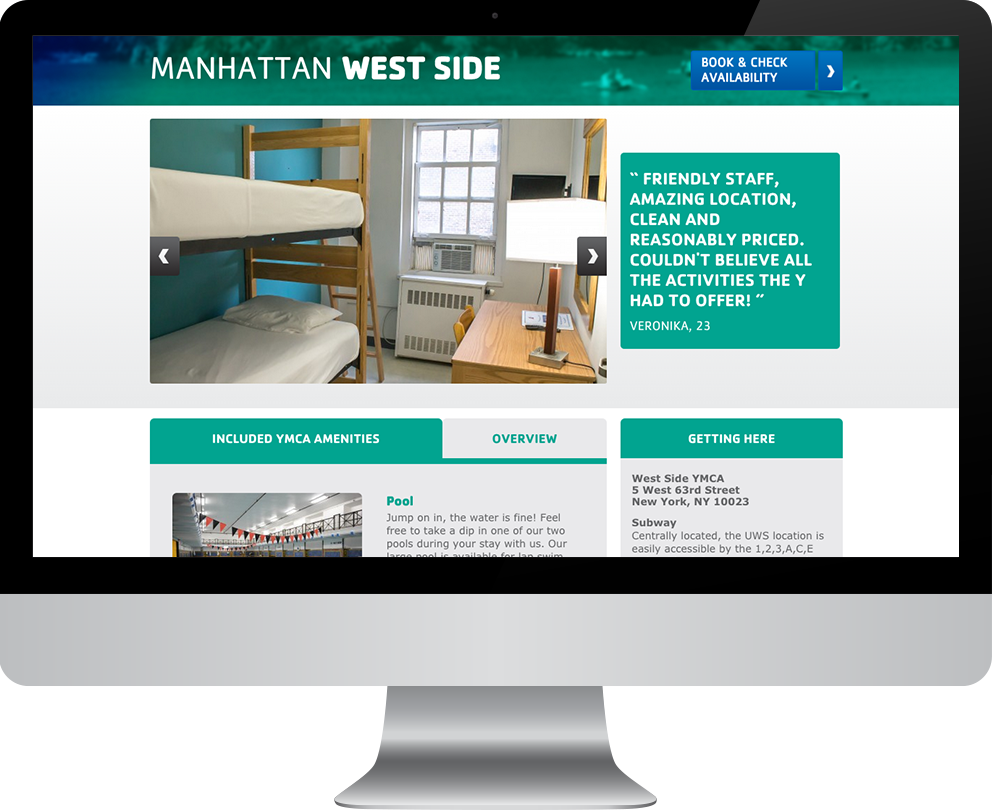 MANHATTAN WEST SIDE
BOOK & CHECK
AVAILABILITY
“ FRIENDLY STAFF,
AMAZING LOCATION,
CLEAN AND
REASONABLY PRICED.
COULDN'T BELIEVE ALL
THE ACTIVITIES THE Y
HAD TO OFFER! ”
VERONIKA, 23
INCLUDED YMCA AMENITIES
OVERVIEW
Pool
Jump on in, the water is fine! Feel
free to take a dip in one of our two
pools during your stay with us. Our
large pool is available for lap swim
GETTING HERE
West Side YMCA
5 West 63rd Street
New York, NY 10023
Subway
Centrally located, the UWS location is
easily accessible by the 1,2,3,A,C,E